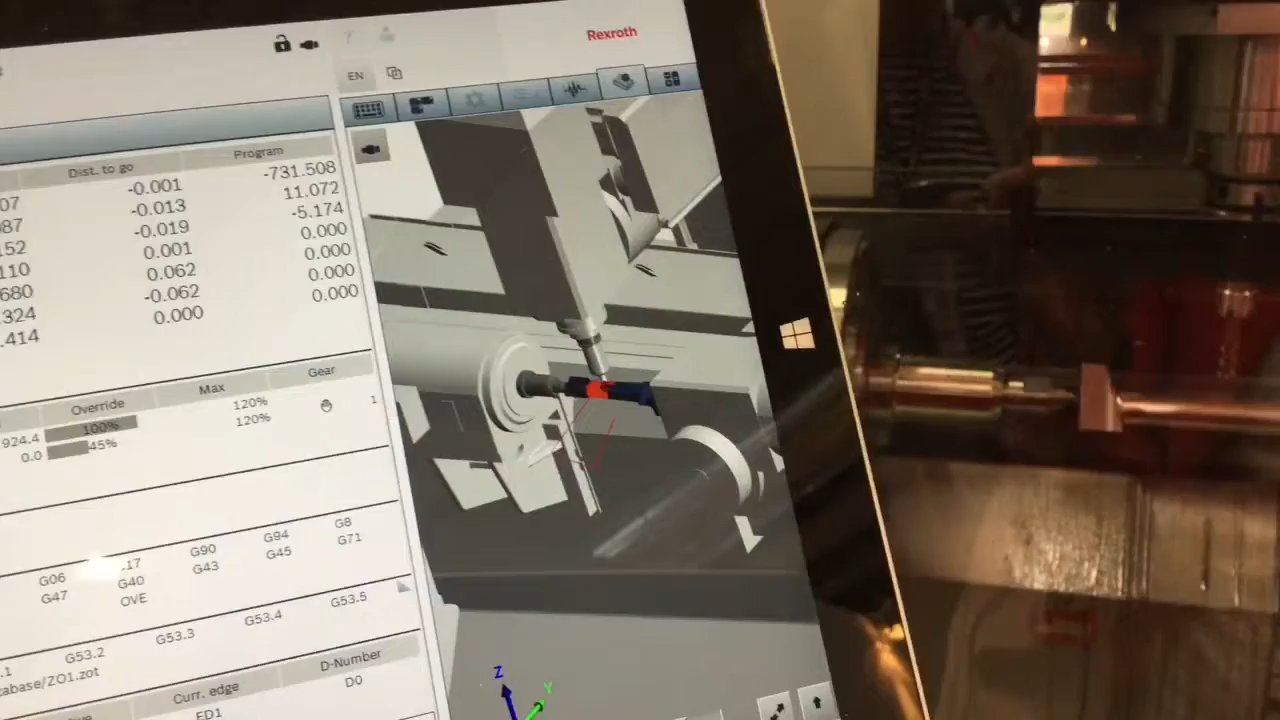 Rexroth
EN
Dist. to go Program
07 -0.001 -731.508
087 -0.013 11.072
152 -0.019 -5.174
110 0.001 0.000
680 0.062 0.000
.324 -0.062 0.000
.414 0.000 0.000
Override Max Gear
924.4 100% 120% 1
0.0 45% 120%
G06 .17 G90 G94 G8
G47 G40 G43 G45 G71
OVE
.1 G53.2 G53.3 G53.4 G53.5
abase/ZO1.zot
Curr. edge D-Number
ED1 D0
Z
Y